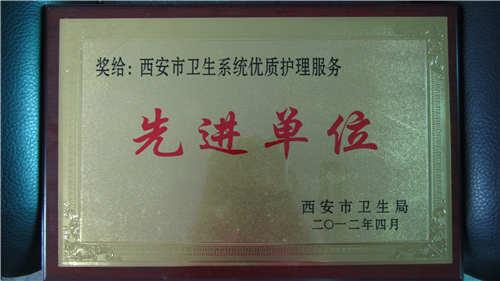 奖给：西安市卫生系统优质护理服务
先进单位
西安市卫生局
二〇一二年四月